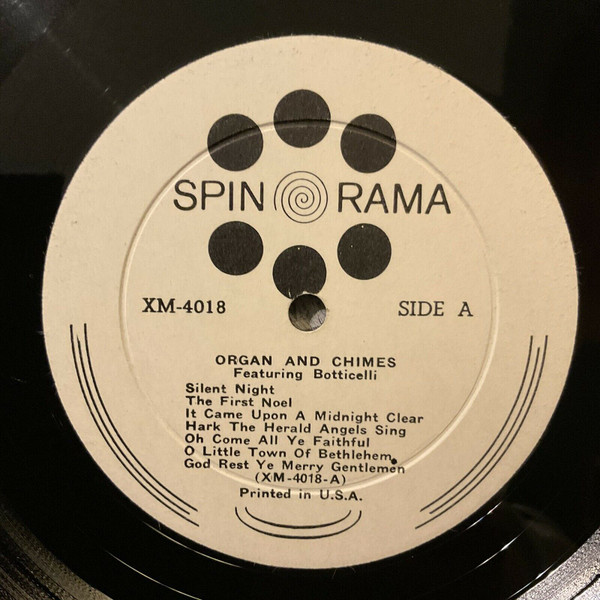 SPIN RAMA
XM-4018 SIDE A
ORGAN AND CHIMES
Featuring Botticelli
Silent Night
The First Noel
It Came Upon A Midnight Clear
Hark The Herald Angels Sing
Oh Come All Ye Faithful
O Little Town Of Bethlehem
God Rest Ye Merry Gentlemen
(XM-4018-A)
Printed in U.S.A.